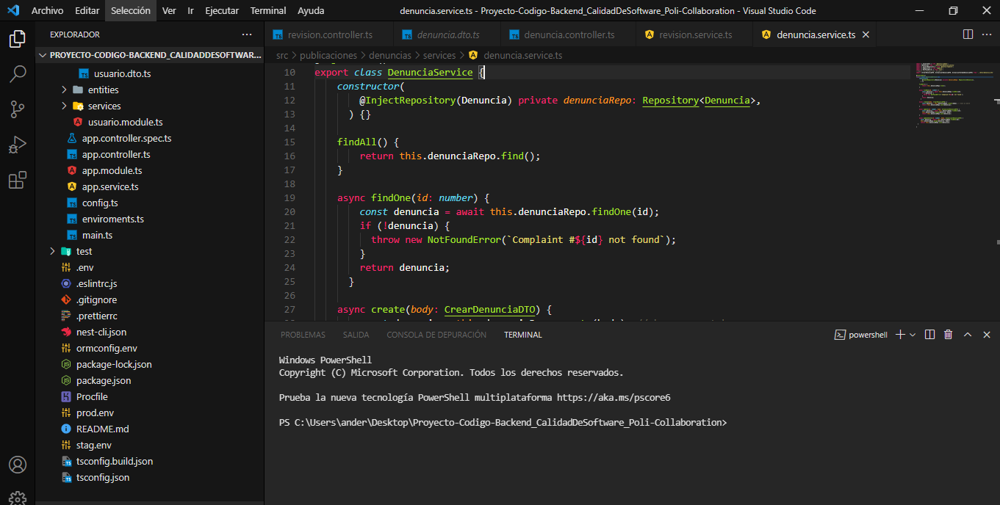 Archivo Editar Selección Ver Ir Ejecutar Terminal Ayuda
denuncia.service.ts - Proyecto-Codigo-Backend_CalidadDeSoftware_Poli-Collaboration - Visual Studio Code
EXPLORADOR
PROYECTO-CODIGO-BACKEND_CALIDADDESOFTWAR...
usuario.dto.ts
entities
services
usuario.module.ts
app.controller.spec.ts
app.controller.ts
app.module.ts
app.service.ts
config.ts
enviroments.ts
main.ts
test
.env
.eslintrc.js
.gitignore
.prettierrc
nest-cli.json
ormconfig.env
package-lock.json
package.json
Procfile
prod.env
README.md
stag.env
tsconfig.build.json
tsconfig.json
revision.controller.ts denuncia.dto.ts denuncia.controller.ts revision.service.ts denuncia.service.ts
src > publicaciones > denuncias > services > denuncia.service.ts
10 export class DenunciaService {
11 constructor(
12 @InjectRepository(Denuncia) private denunciaRepo: Repository<Denuncia>,
13 ) {}
14
15 findAll() {
16 return this.denunciaRepo.find();
17 }
18
19 async findOne(id: number) {
20 const denuncia = await this.denunciaRepo.findOne(id);
21 if (!denuncia) {
22 throw new NotFoundError(`Complaint #${id} not found`);
23 }
24 return denuncia;
25 }
26
27 async create(body: CrearDenunciaDTO) {
PROBLEMAS SALIDA CONSOLA DE DEPURACIÓN TERMINAL
powershell
Windows PowerShell
Copyright (C) Microsoft Corporation. Todos los derechos reservados.
Prueba la nueva tecnología PowerShell multiplataforma https://aka.ms/pscore6
PS C:\Users\ander\Desktop\Proyecto-Codigo-Backend_CalidadDeSoftware_Poli-Collaboration>